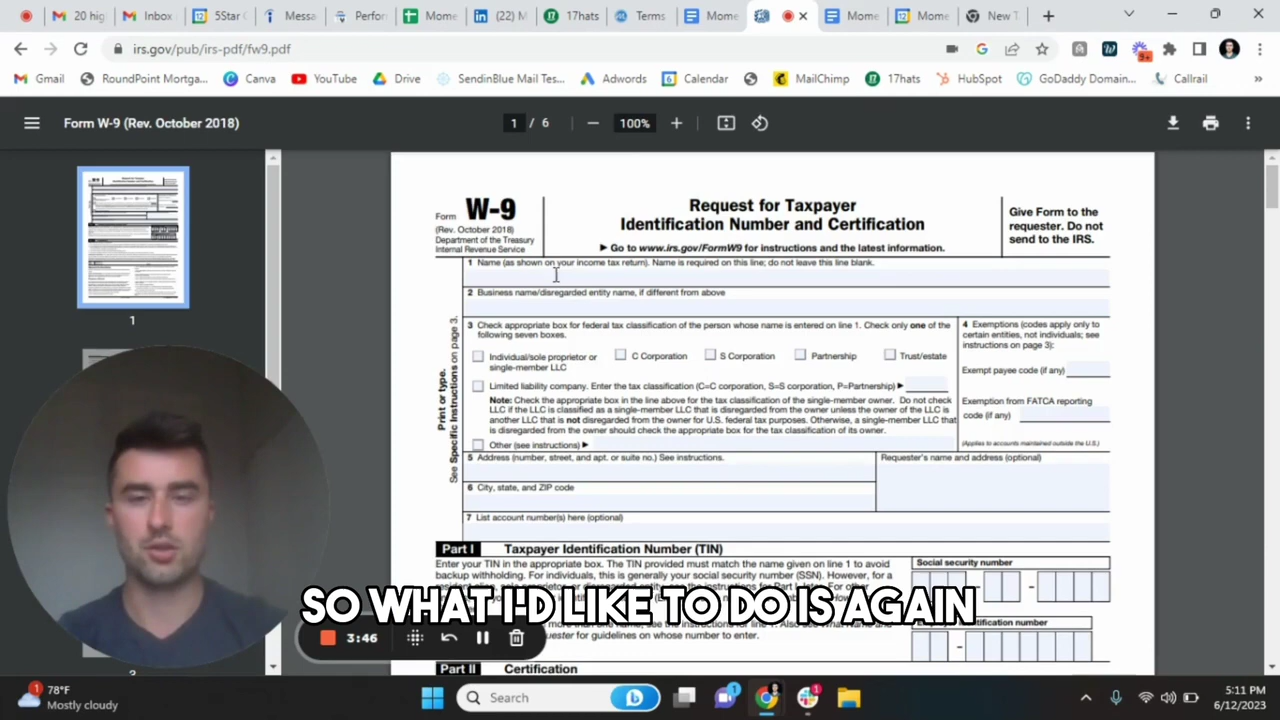 20 hig
Inbox
5Star C
Messa
Perfor
Mome
(22) M
17hats
Terms
Mome
Mome
Mome
New T
irs.gov/pub/irs-pdf/fw9.pdf
9+
Gmail
RoundPoint Mortga...
Canva
YouTube
Drive
SendinBlue Mail Tes...
Adwords
Calendar
MailChimp
17hats
HubSpot
GoDaddy Domain...
Callrail
»
Form W-9 (Rev. October 2018)
1 / 6
100%
1
Form W-9
(Rev. October 2018)
Department of the Treasury
Internal Revenue Service
Request for Taxpayer
Identification Number and Certification
▶ Go to www.irs.gov/FormW9 for instructions and the latest information.
Give Form to the
requester. Do not
send to the IRS.
Print or type.
See Specific Instructions on page 3.
1 Name (as shown on your income tax return). Name is required on this line; do not leave this line blank.
2 Business name/disregarded entity name, if different from above
3 Check appropriate box for federal tax classification of the person whose name is entered on line 1. Check only one of the
following seven boxes.
Individual/sole proprietor or
single-member LLC
C Corporation
S Corporation
Partnership
Trust/estate
Limited liability company. Enter the tax classification (C=C corporation, S=S corporation, P=Partnership) ▶
Note: Check the appropriate box in the line above for the tax classification of the single-member owner. Do not check
LLC if the LLC is classified as a single-member LLC that is disregarded from the owner unless the owner of the LLC is
another LLC that is not disregarded from the owner for U.S. federal tax purposes. Otherwise, a single-member LLC that
is disregarded from the owner should check the appropriate box for the tax classification of its owner.
Other (see instructions) ▶
4 Exemptions (codes apply only to
certain entities, not individuals; see
instructions on page 3):
Exempt payee code (if any)
Exemption from FATCA reporting
code (if any)
(Applies to accounts maintained outside the U.S.)
5 Address (number, street, and apt. or suite no.) See instructions.
Requester's name and address (optional)
6 City, state, and ZIP code
7 List account number(s) here (optional)
Part I Taxpayer Identification Number (TIN)
Enter your TIN in the appropriate box. The TIN provided must match the name given on line 1 to avoid
backup withholding. For individuals, this is generally your social security number (SSN). However, for a
Social security number
SO WHAT I'D LIKE TO DO IS AGAIN
for guidelines on whose number to enter.
number
Part II Certification
3:46
78°F
Mostly cloudy
Search
5:11 PM
6/12/2023